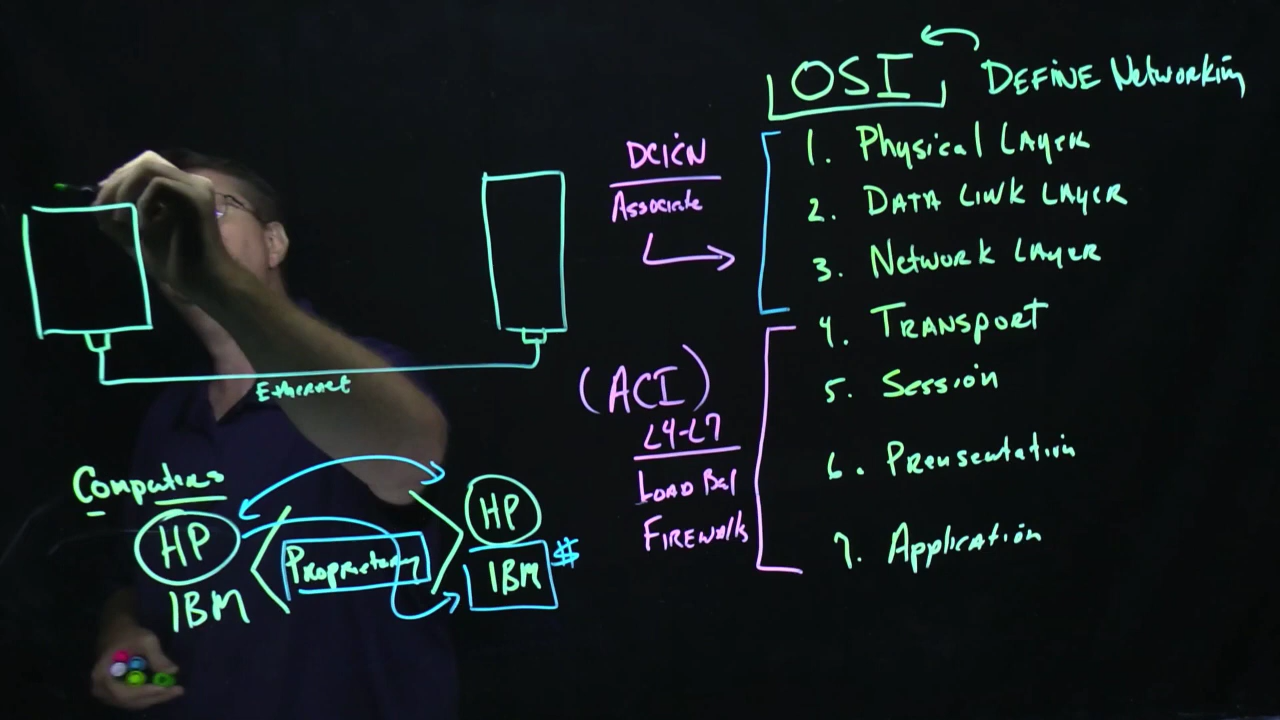 OSI
DEFINE Networking
1. Physical Layer
2. DATA LINK LAYER
3. Network Layer
4. TRANSPORT
5. Session
6. Prensentation
7. Application
DCICN
Associate
(ACI)
L4-L7
LOAD Bal
FIREWALLS
Ethernet
Computers
HP
IBM
Proprietary
HP
IBM $